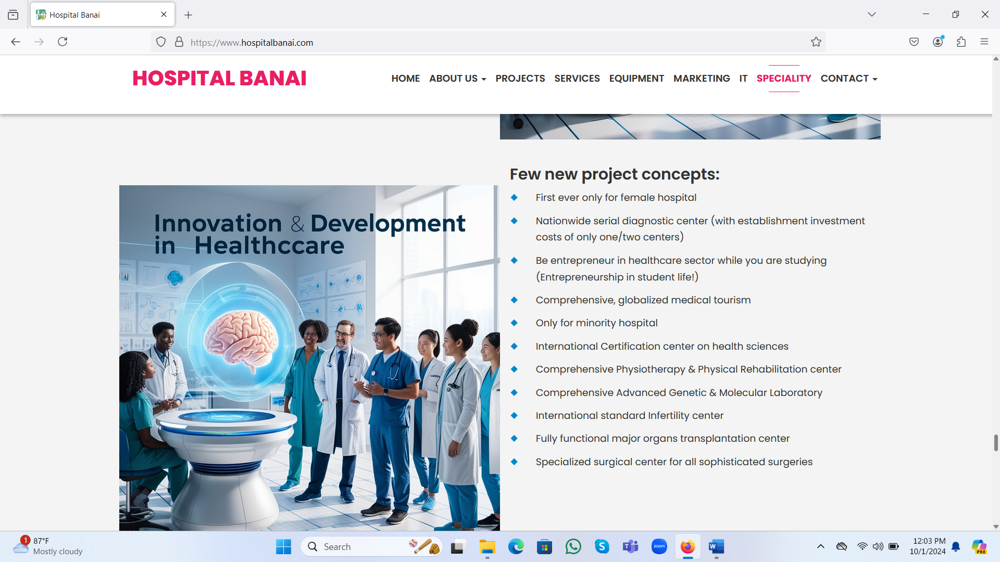 Hospital Banai
https://www.hospitalbanai.com
HOSPITAL BANAI
HOME ABOUT US PROJECTS SERVICES EQUIPMENT MARKETING IT SPECIALITY CONTACT
Innovation & Development
in Healthccare
Few new project concepts:
First ever only for female hospital
Nationwide serial diagnostic center (with establishment investment
costs of only one/two centers)
Be entrepreneur in healthcare sector while you are studying
(Entrepreneurship in student life!)
Comprehensive, globalized medical tourism
Only for minority hospital
International Certification center on health sciences
Comprehensive Physiotherapy & Physical Rehabilitation center
Comprehensive Advanced Genetic & Molecular Laboratory
International standard Infertility center
Fully functional major organs transplantation center
Specialized surgical center for all sophisticated surgeries
1
87°F
Mostly cloudy
Search
zoom
12:03 PM
10/1/2024
PRE